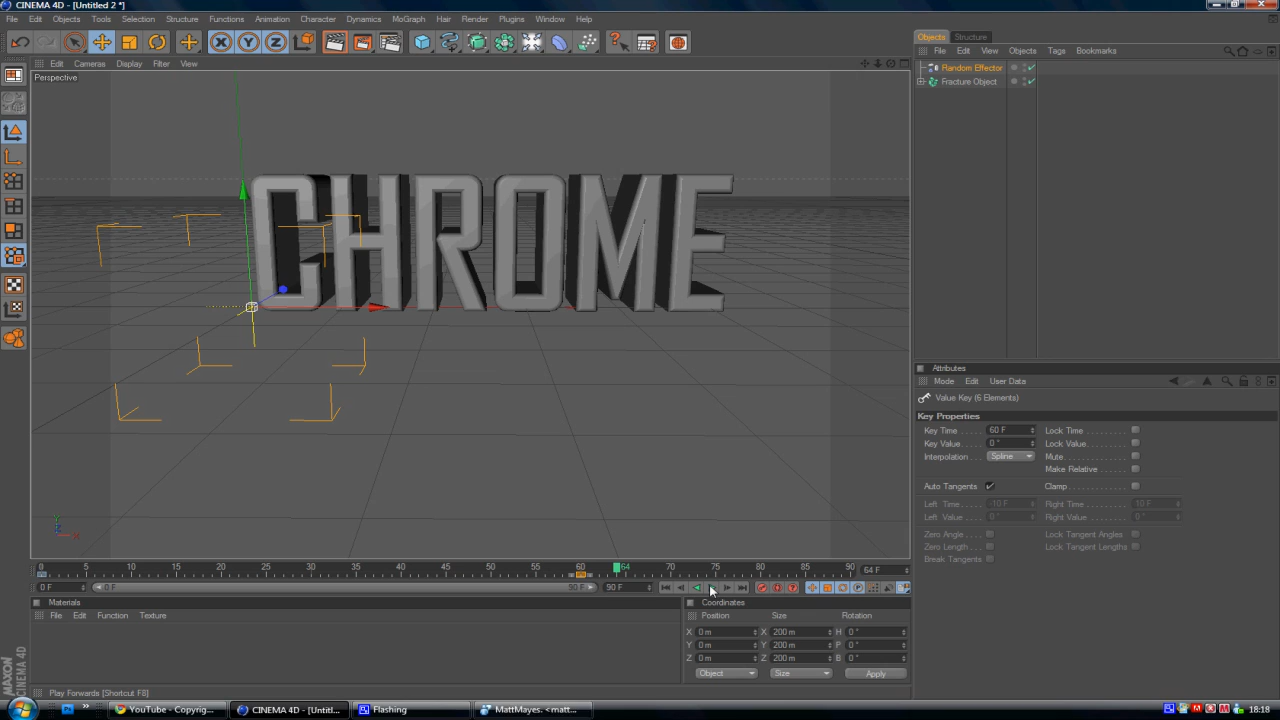 CINEMA 4D - [Untitled 2 *]
File Edit Objects Tools Selection Structure Functions Animation Character Dynamics MoGraph Hair Render Plugins Window Help
Objects Structure
File Edit View Objects Tags Bookmarks
Edit Cameras Display Filter View
Perspective
Random Effector
Fracture Object
CHROME
Attributes
Mode Edit User Data
Value Key (6 Elements)
Key Properties
Key Time 60 F Lock Time
Key Value 0 ° Lock Value
Interpolation Spline Mute
Make Relative
Auto Tangents Clamp
Left Time -10 F Right Time 10 F
Left Value 0 ° Right Value 0 °
Zero Angle Lock Tangent Angles
Zero Length Lock Tangent Lengths
Break Tangents
Y
X
0 5 10 15 20 25 30 35 40 45 50 55 60 64 70 75 80 85 90 64 F
0 F 0 F 90 F 90 F
Materials
File Edit Function Texture
Coordinates
Position Size Rotation
X 0 m X 200 m H 0 °
Y 0 m Y 200 m P 0 °
Z 0 m Z 200 m B 0 °
Object Size Apply
MAXON
CINEMA 4D
Play Forwards [Shortcut F8]
YouTube - Copyrig...
CINEMA 4D - [Untitl...
Flashing
MattMayes. <matt...
18:18